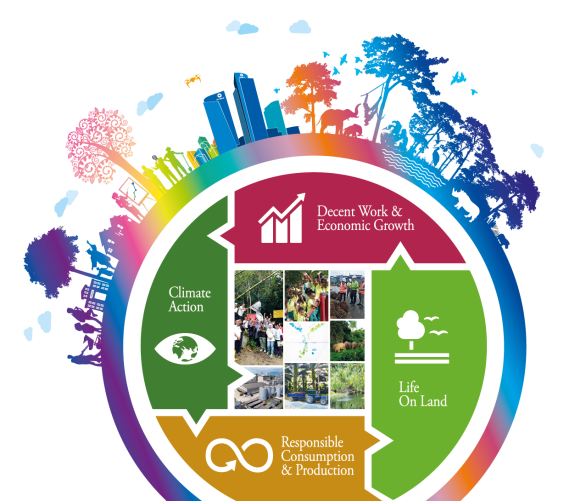 Decent Work &
Economic Growth
Climate
Action
Life
On Land
Responsible
Consumption
& Production